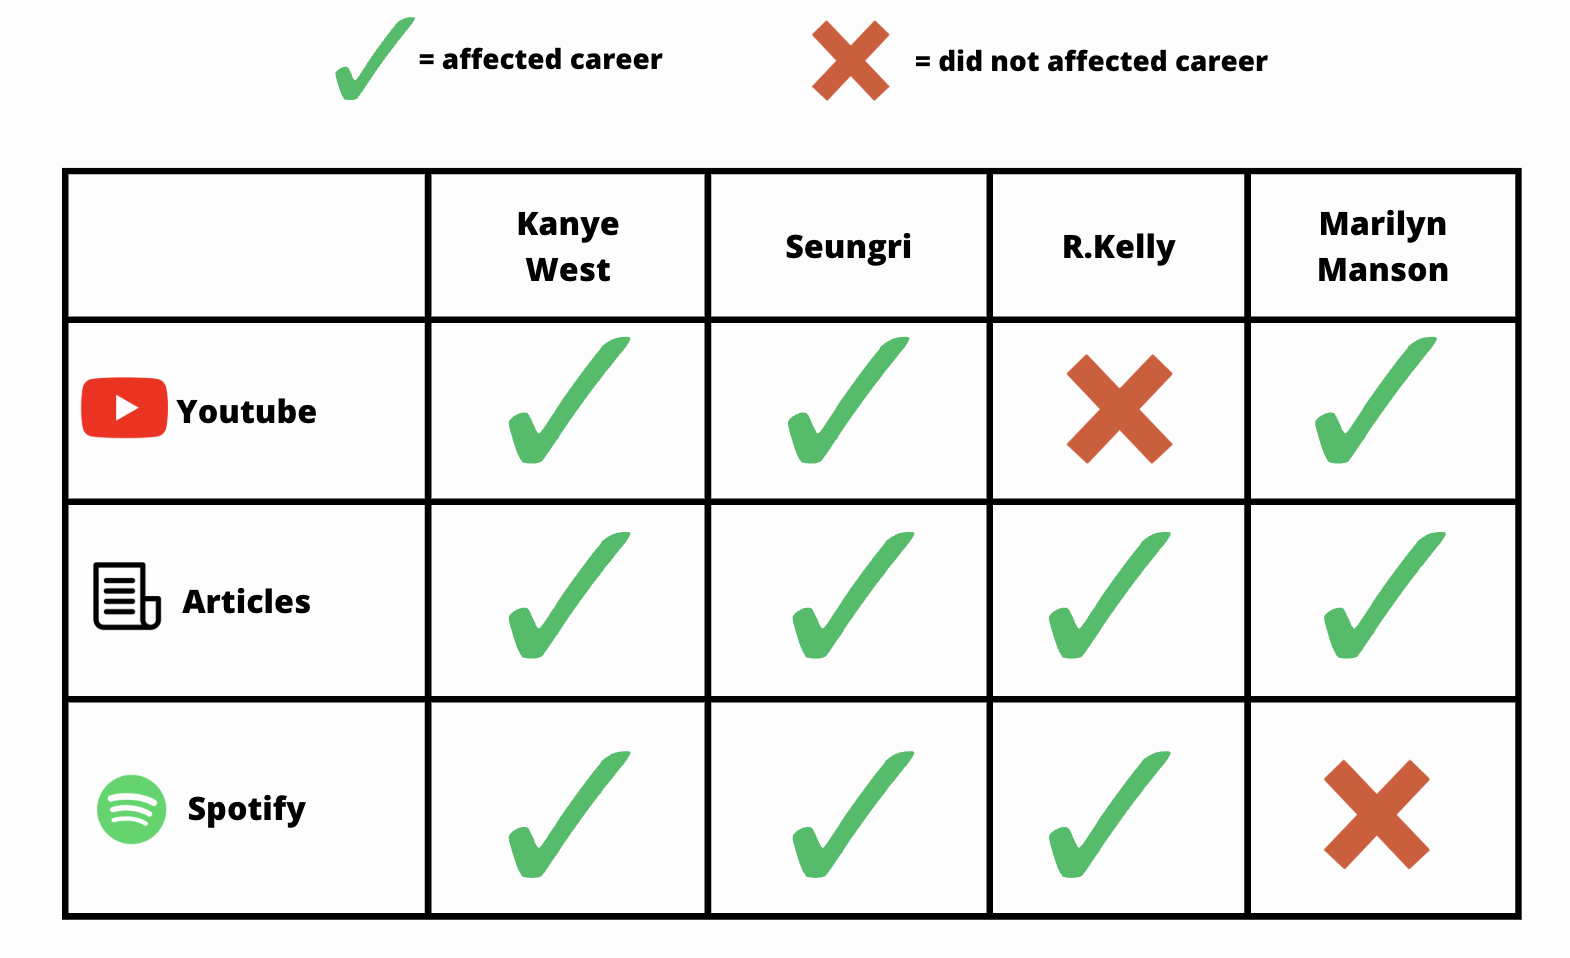 = affected career
= did not affected career
Kanye
West
Seungri
R.Kelly
Marilyn
Manson
Youtube
Articles
Spotify